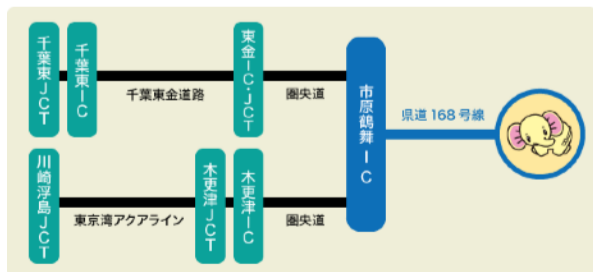 千葉東JCT
千葉東IC
千葉東金道路
東金IC・JCT
圏央道
市原鶴舞IC
県道168号線
川崎浮島JCT
東京湾アクアライン
木更津JCT
木更津IC
圏央道